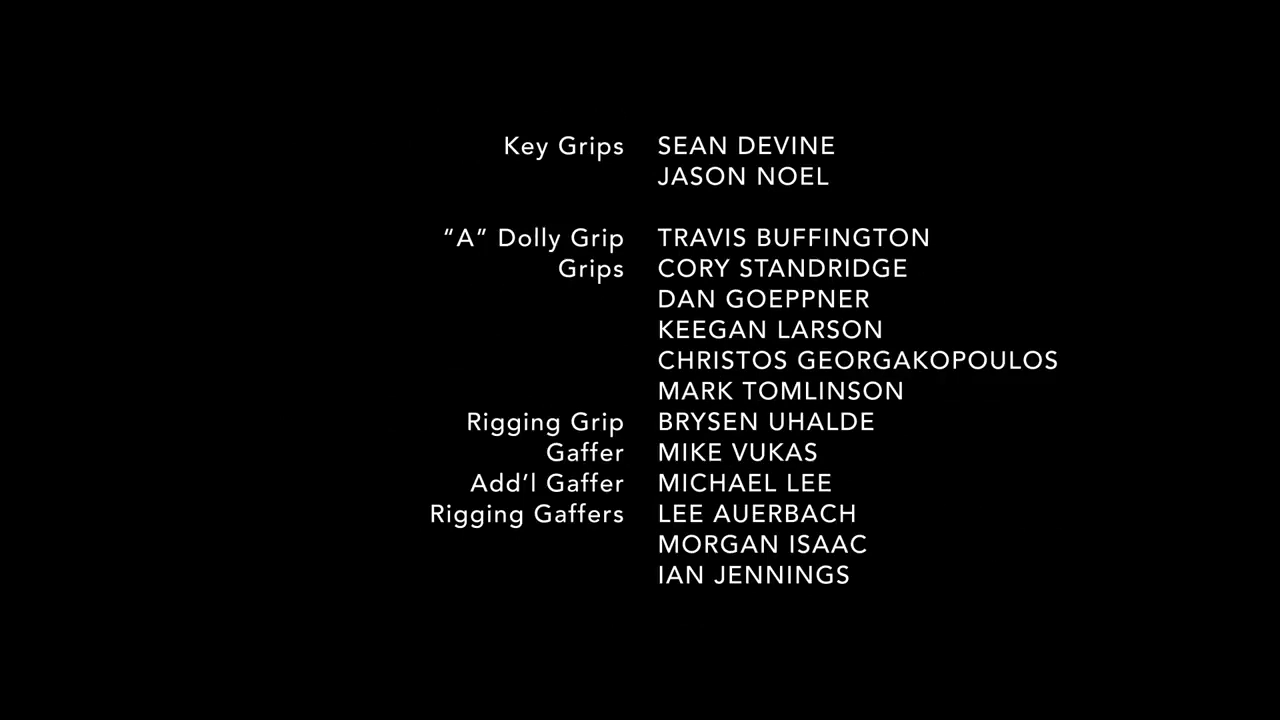 Key Grips SEAN DEVINE
JASON NOEL
“A” Dolly Grip TRAVIS BUFFINGTON
Grips CORY STANDRIDGE
DAN GOEPPNER
KEEGAN LARSON
CHRISTOS GEORGAKOPOULOS
MARK TOMLINSON
Rigging Grip BRYSEN UHALDE
Gaffer MIKE VUKAS
Add’l Gaffer MICHAEL LEE
Rigging Gaffers LEE AUERBACH
MORGAN ISAAC
IAN JENNINGS